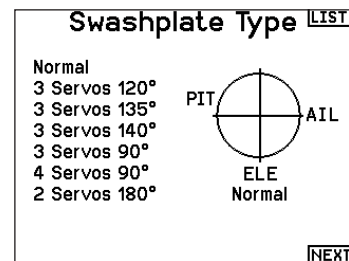 Swashplate Type LIST
Normal
3 Servos 120°
3 Servos 135°
3 Servos 140°
3 Servos 90°
4 Servos 90°
2 Servos 180°
PIT
AIL
ELE
Normal
NEXT